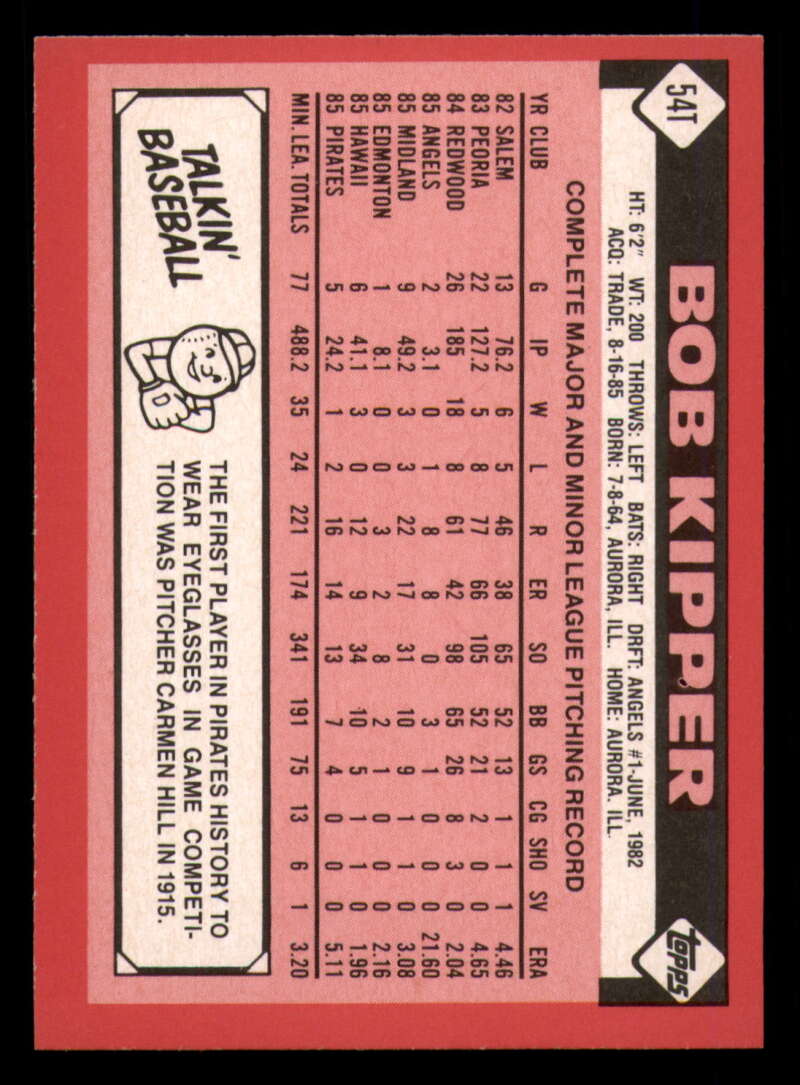 54T
BOB KIPPER
topps
HT: 6'2" WT: 200 THROWS: LEFT BATS: RIGHT DRFT: ANGELS #1-JUNE, 1982
ACQ: TRADE, 8-16-85 BORN: 7-8-64, AURORA, ILL. HOME: AURORA, ILL.
COMPLETE MAJOR AND MINOR LEAGUE PITCHING RECORD
YR CLUB G IP W L R ER SO BB GS CG SHO SV ERA
82 SALEM 13 76.2 6 5 46 38 65 52 13 1 1 1 4.46
83 PEORIA 22 127.2 5 8 77 66 105 52 21 2 0 0 4.65
84 REDWOOD 26 185 18 8 61 42 98 65 26 8 3 0 2.04
85 ANGELS 2 3.1 0 1 8 8 0 3 1 0 0 0 21.60
85 MIDLAND 9 49.2 3 3 22 17 31 10 9 1 1 0 3.08
85 EDMONTON 1 8.1 0 0 3 2 8 2 1 0 0 0 2.16
85 HAWAII 6 41.1 3 0 12 9 34 10 5 1 1 0 1.96
85 PIRATES 5 24.2 1 2 16 14 13 7 4 0 0 0 5.11
MIN. LEA. TOTALS 77 488.2 35 24 221 174 341 191 75 13 6 1 3.20
TALKIN'
BASEBALL
THE FIRST PLAYER IN PIRATES HISTORY TO
WEAR EYEGLASSES IN GAME COMPETI-
TION WAS PITCHER CARMEN HILL IN 1915.